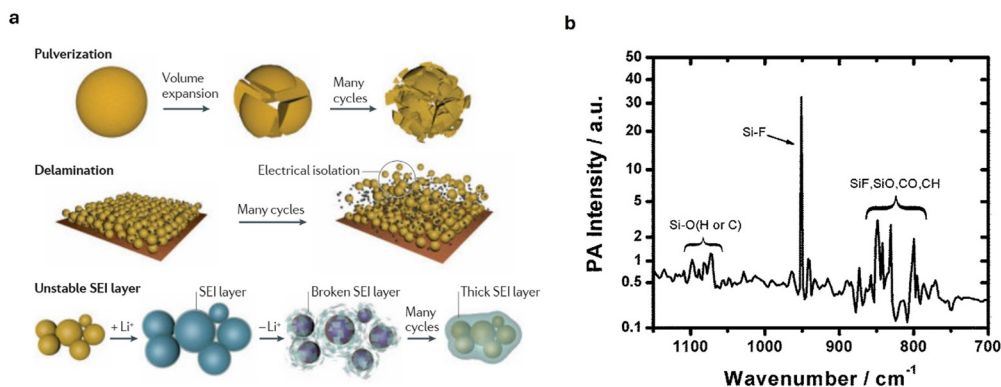 a
Pulverization
Volume
expansion
Many
cycles
Delamination
Electrical isolation
Many cycles
Unstable SEI layer
SEI layer
Broken SEI layer
Thick SEI layer
+ Li⁺
–Li⁺
Many
cycles
b
PA Intensity / a.u.
50
40
30
20
10
5
2
1
0.5
0.1
Si-F
SiF,SiO,CO,CH
Si-O(H or C)
1100 1000 900 800 700
Wavenumber / cm⁻¹